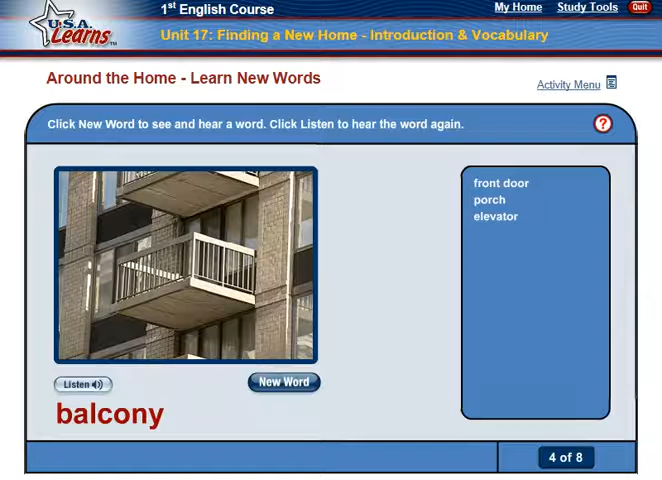 U.S.A.
Learns™
1st English Course
My Home
Study Tools
Quit
Unit 17: Finding a New Home - Introduction & Vocabulary
Around the Home - Learn New Words
Activity Menu
Click New Word to see and hear a word. Click Listen to hear the word again.
?
front door
porch
elevator
Listen
New Word
balcony
4 of 8